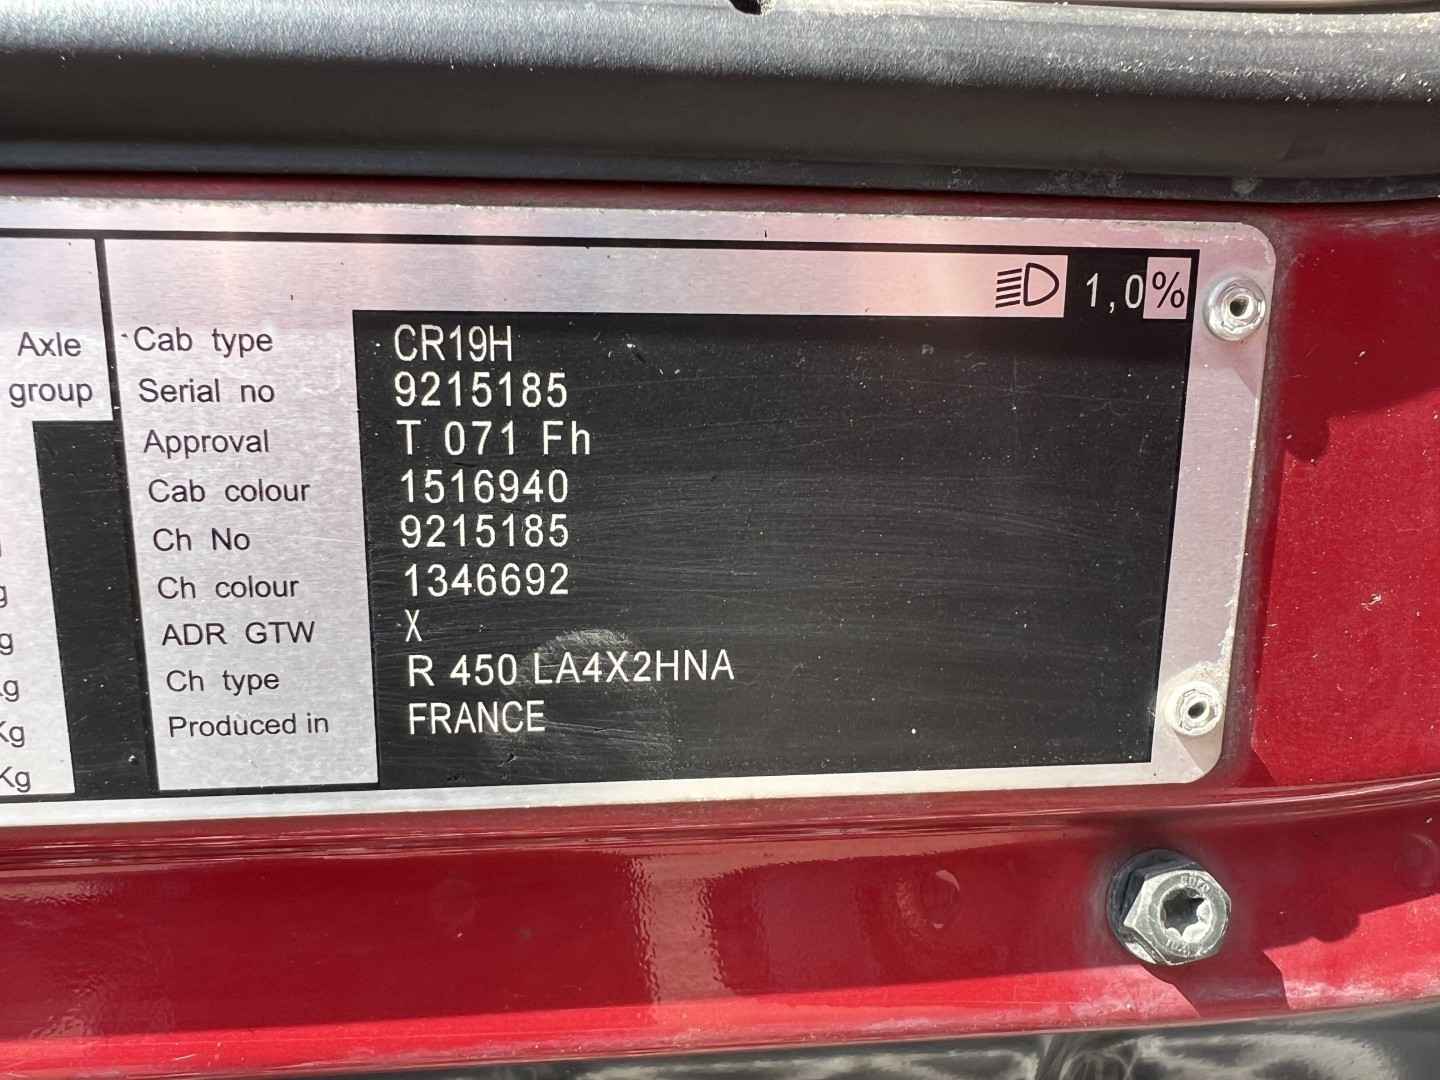 1,0%
Axle
group
Cab type CR19H
Serial no 9215185
Approval T 071 Fh
Cab colour 1516940
Ch No 9215185
Ch colour 1346692
ADR GTW X
Ch type R 450 LA4X2HNA
Produced in FRANCE
g
g
g
Kg
Kg